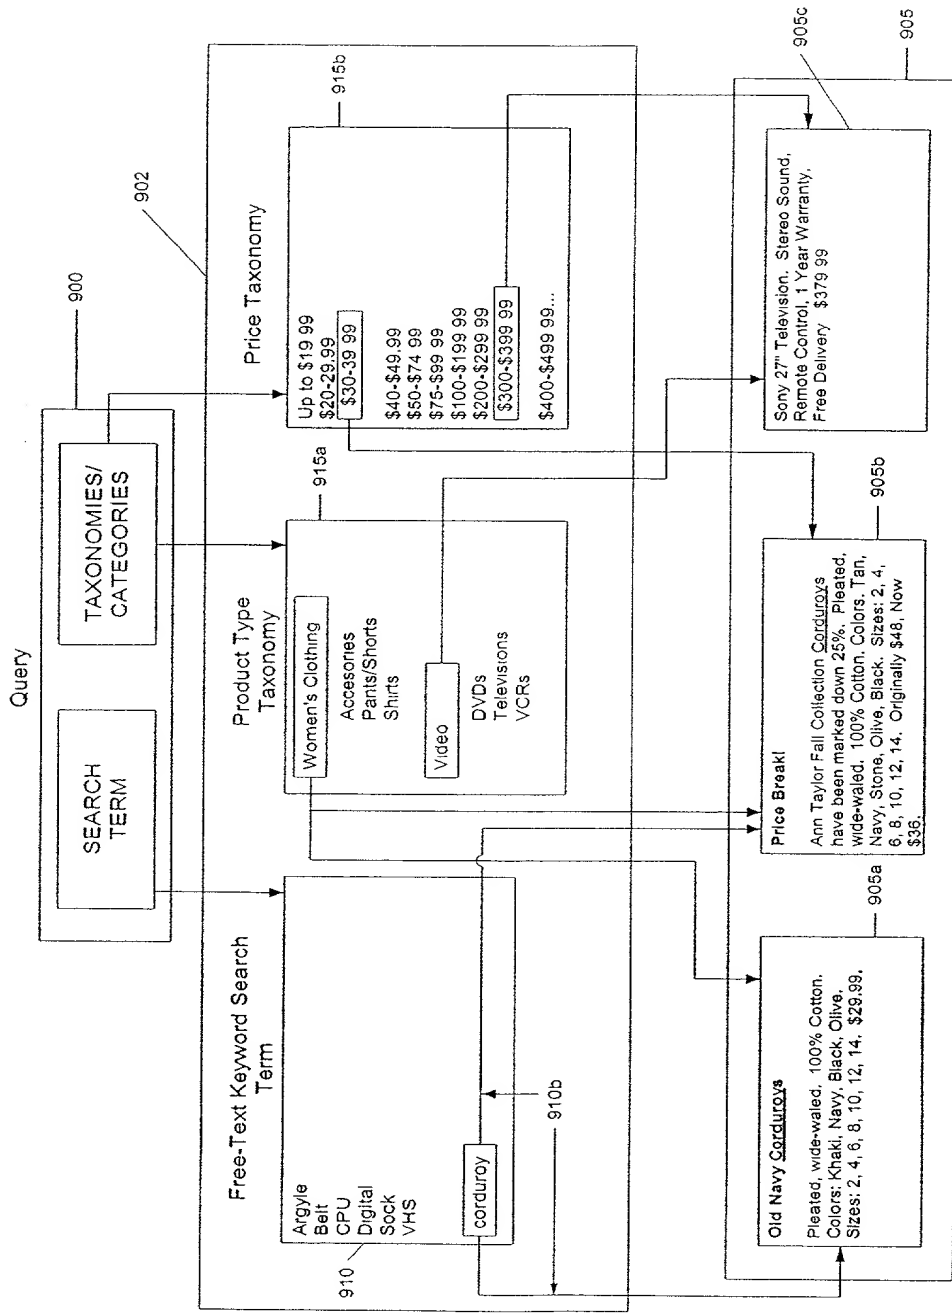 Query
900
SEARCH
TERM
TAXONOMIES/
CATEGORIES
902
Free-Text Keyword Search
Term
Argyle
Belt
CPU
Digital
Sock
VHS
corduroy
910
910b
Product Type
Taxonomy
915a
Women's Clothing
Accesories
Pants/Shorts
Shirts
Video
DVDs
Televisions
VCRs
Price Taxonomy
915b
Up to $19 99
$20-29.99
$30-39 99
$40-$49.99
$50-$74 99
$75-$99 99
$100-$199 99
$200-$299 99
$300-$399 99
$400-$499 99...
Old Navy Corduroys
Pleated, wide-waled. 100% Cotton.
Colors: Khaki, Navy, Black, Olive,
Sizes: 2, 4, 6, 8, 10, 12, 14. $29.99.
905a
Price Break!
Ann Taylor Fall Collection Corduroys
have been marked down 25%. Pleated,
wide-waled. 100% Cotton. Colors. Tan,
Navy, Stone, Olive, Black. Sizes: 2, 4,
6, 8, 10, 12, 14. Originally $48, Now
$36.
905b
Sony 27" Television. Stereo Sound,
Remote Control, 1 Year Warranty,
Free Delivery $379 99
905c
905